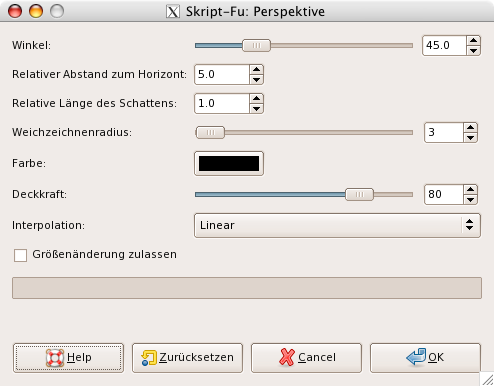 Skript-Fu: Perspektive
Winkel: 45.0
Relativer Abstand zum Horizont: 5.0
Relative Länge des Schattens: 1.0
Weichzeichnenradius: 3
Farbe:
Deckkraft: 80
Interpolation: Linear
Größenänderung zulassen
Help Zurücksetzen Cancel OK